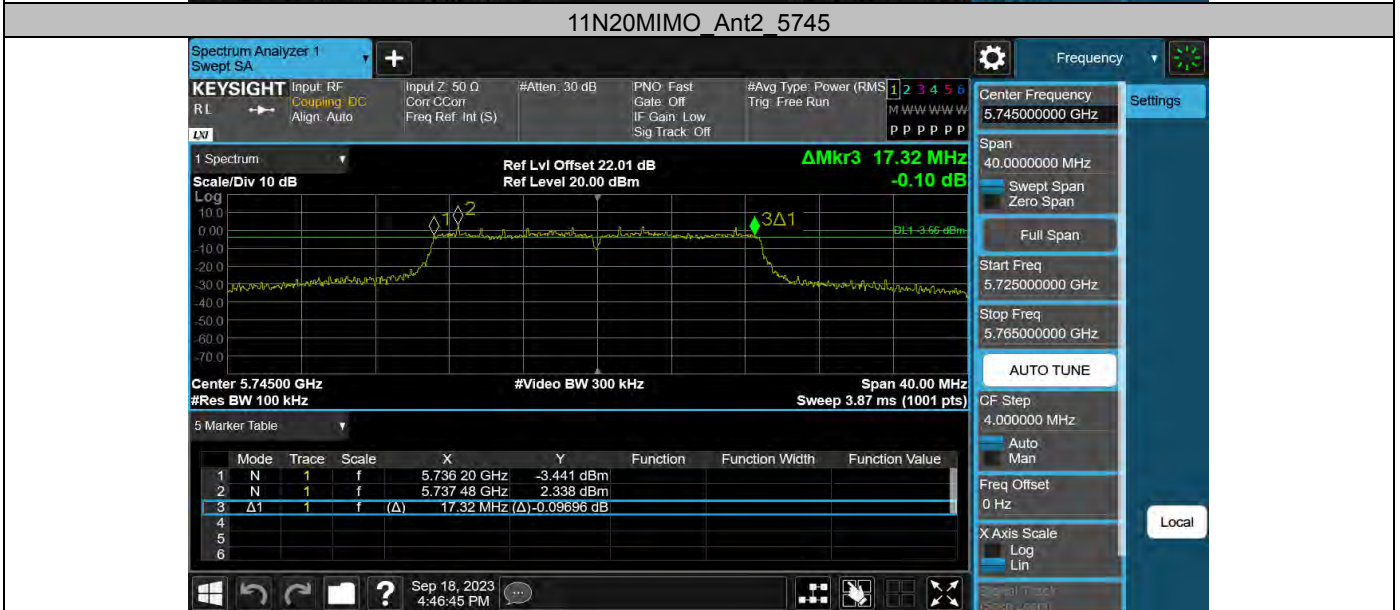 11N20MIMO_Ant2_5745
Spectrum Analyzer 1
Swept SA
Frequency
KEYSIGHT
RL
LXI
Input: RF
Coupling: DC
Align: Auto
Input Z: 50 Ω
Corr CCorr
Freq Ref: Int (S)
#Atten: 30 dB
PNO: Fast
Gate: Off
IF Gain: Low
Sig Track: Off
#Avg Type: Power (RMS
Trig: Free Run
1 2 3 4 5 6
M WW WW W
P P P P P P
Center Frequency
5.745000000 GHz
Settings
1 Spectrum
Scale/Div 10 dB
Ref Lvl Offset 22.01 dB
Ref Level 20.00 dBm
ΔMkr3 17.32 MHz
-0.10 dB
Span
40.0000000 MHz
Swept Span
Zero Span
Full Span
Log
10.0
0.00
-10.0
-20.0
-30.0
-40.0
-50.0
-60.0
-70.0
1
2
3Δ1
DL1 -3.66 dBm
Start Freq
5.725000000 GHz
Stop Freq
5.765000000 GHz
AUTO TUNE
Center 5.74500 GHz
#Video BW 300 kHz
Span 40.00 MHz
#Res BW 100 kHz
Sweep 3.87 ms (1001 pts)
CF Step
4.000000 MHz
Auto
Man
5 Marker Table
Mode Trace Scale X Y Function Function Width Function Value
1 N 1 f 5.736 20 GHz -3.441 dBm
2 N 1 f 5.737 48 GHz 2.338 dBm
3 Δ1 1 f (Δ) 17.32 MHz (Δ) -0.09696 dB
4
5
6
Freq Offset
0 Hz
X Axis Scale
Log
Lin
Local
?
Sep 18, 2023
4:46:45 PM
Signal Track